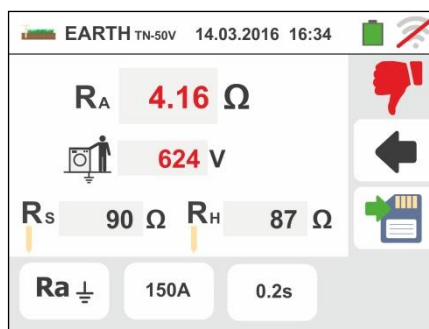 EARTH TN-50V 14.03.2016 16:34
RA 4.16 Ω
624 V
RS 90 Ω RH 87 Ω
Ra 150A 0.2s